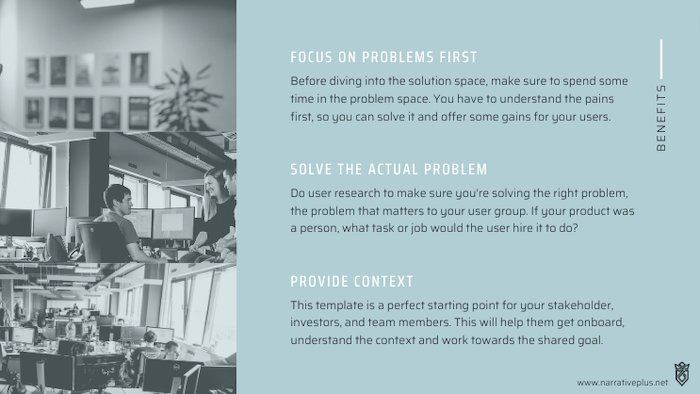 FOCUS ON PROBLEMS FIRST
Before diving into the solution space, make sure to spend some
time in the problem space. You have to understand the pains
first, so you can solve it and offer some gains for your users.
SOLVE THE ACTUAL PROBLEM
Do user research to make sure you're solving the right problem,
the problem that matters to your user group. If your product was
a person, what task or job would the user hire it to do?
PROVIDE CONTEXT
This template is a perfect starting point for your stakeholder,
investors, and team members. This will help them get onboard,
understand the context and work towards the shared goal.
BENEFITS
www.narrativeplus.net